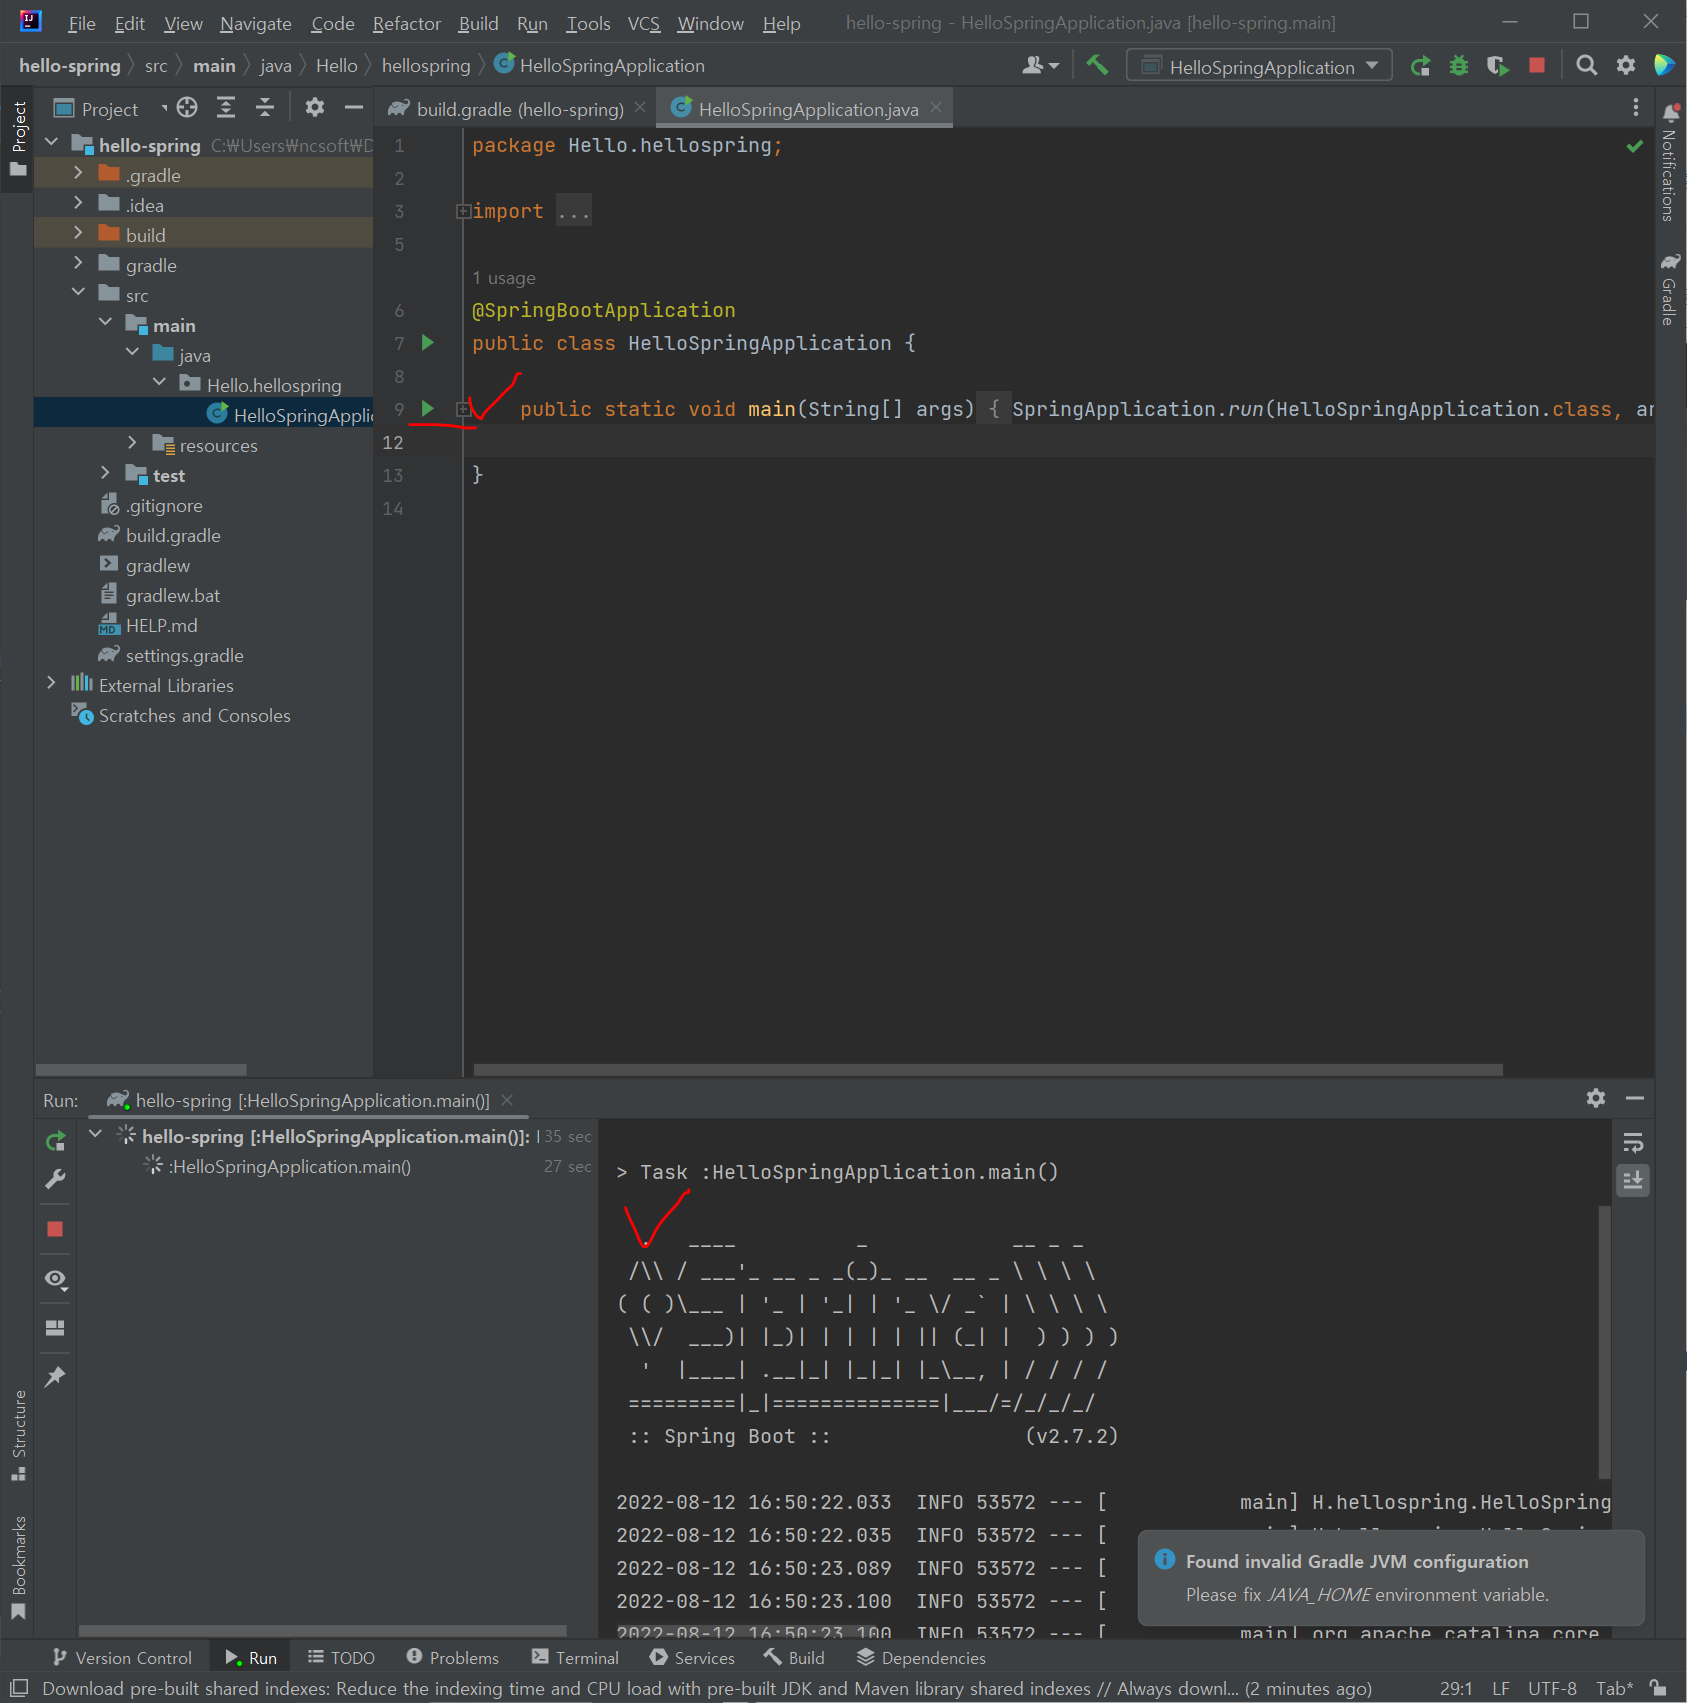 File Edit View Navigate Code Refactor Build Run Tools VCS Window Help hello-spring - HelloSpringApplication.java [hello-spring.main]
hello-spring src main java Hello hellospring HelloSpringApplication HelloSpringApplication
Project
Project
build.gradle (hello-spring) HelloSpringApplication.java
hello-spring C:₩Users₩ncsoft₩D
.gradle
.idea
build
gradle
src
main
java
Hello.hellospring
HelloSpringAppli
resources
test
.gitignore
build.gradle
gradlew
gradlew.bat
HELP.md
settings.gradle
External Libraries
Scratches and Consoles
1 package Hello.hellospring;
2
3 import ...
5
1 usage
6 @SpringBootApplication
7 public class HelloSpringApplication {
8
9 public static void main(String[] args) { SpringApplication.run(HelloSpringApplication.class, ar
12
13 }
14
Notifications
Gradle
Run: hello-spring [:HelloSpringApplication.main()]
hello-spring [:HelloSpringApplication.main()]: 35 sec
:HelloSpringApplication.main() 27 sec
> Task :HelloSpringApplication.main()
  .   ____          _            __ _ _
 /\\ / ___'_ __ _ _(_)_ __  __ _ \ \ \ \
( ( )\___ | '_ | '_| | '_ \/ _` | \ \ \ \
 \\/  ___)| |_)| | | | | || (_| |  ) ) ) )
  '  |____| .__|_| |_|_| |_\__, | / / / /
 =========|_|==============|___/=/_/_/_/
 :: Spring Boot ::                (v2.7.2)
2022-08-12 16:50:22.033 INFO 53572 --- [ main] H.hellospring.HelloSpring
2022-08-12 16:50:22.035 INFO 53572 --- [
2022-08-12 16:50:23.089 INFO 53572 --- [
2022-08-12 16:50:23.100 INFO 53572 --- [
2022-08-12 16:50:23.100 INFO 53572 --- [ main] org.apache.catalina.core
Found invalid Gradle JVM configuration
Please fix JAVA_HOME environment variable.
Structure
Bookmarks
Version Control Run TODO Problems Terminal Services Build Dependencies
Download pre-built shared indexes: Reduce the indexing time and CPU load with pre-built JDK and Maven library shared indexes // Always downl... (2 minutes ago) 29:1 LF UTF-8 Tab*